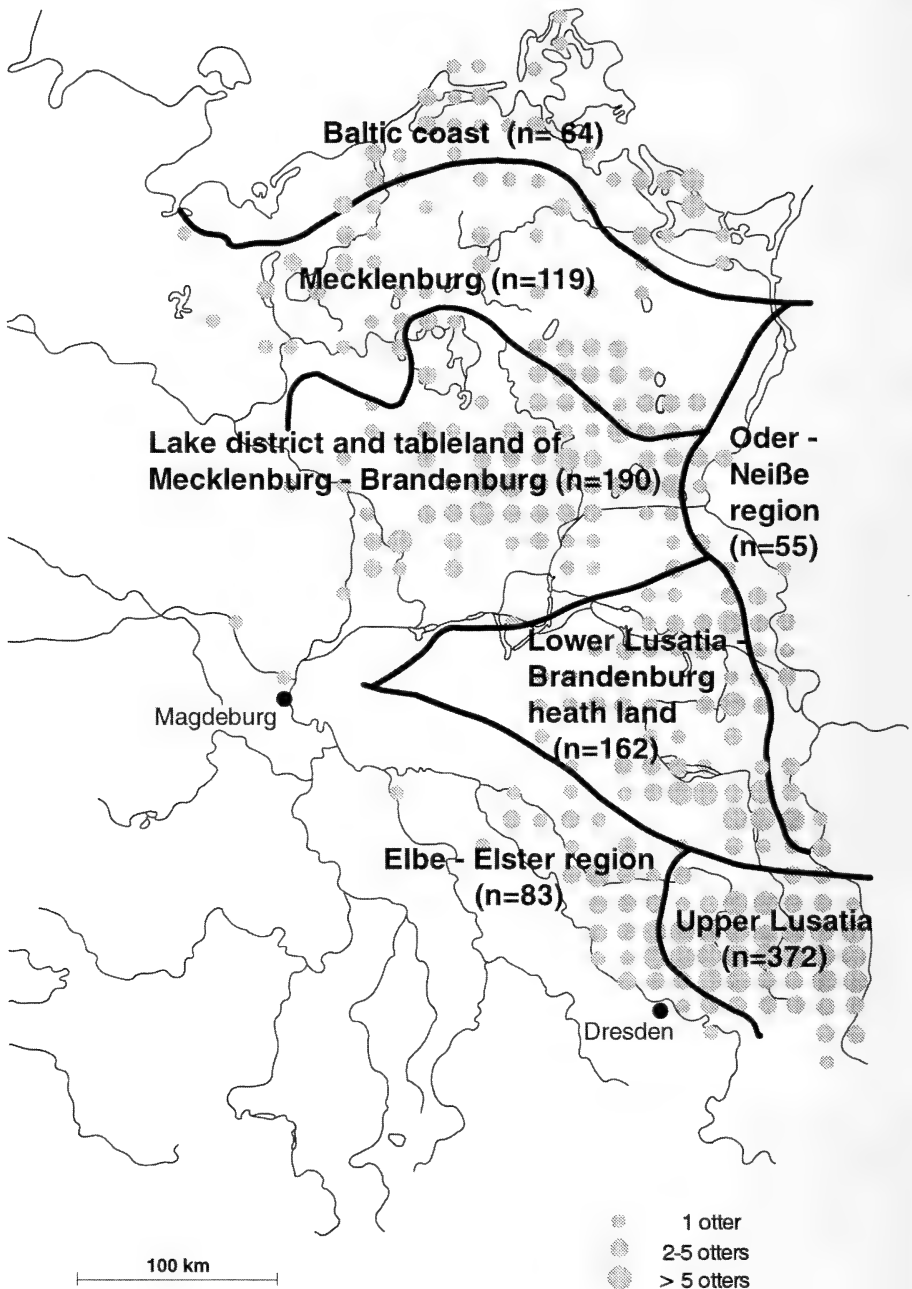 Baltic coast (n= 64)
Mecklenburg (n=119)
Lake district and tableland of
Mecklenburg - Brandenburg (n=190)
Oder -
Neiße
region
(n=55)
Lower Lusatia -
Brandenburg
heath land
(n=162)
Magdeburg
Elbe - Elster region
(n=83)
Upper Lusatia
(n=372)
Dresden
1 otter
2-5 otters
> 5 otters
100 km